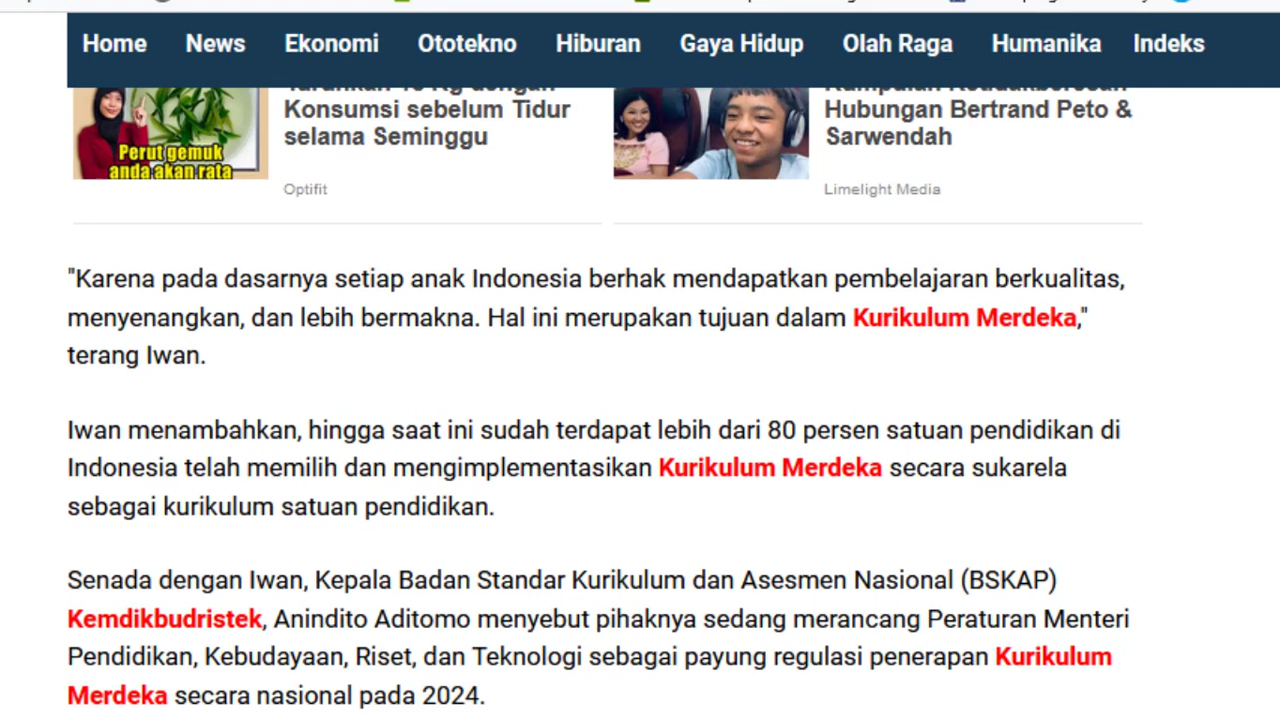 Home News Ekonomi Ototekno Hiburan Gaya Hidup Olah Raga Humanika Indeks
Konsumsi sebelum Tidur
selama Seminggu
Perut gemuk
anda akan rata
Optifit
Hubungan Bertrand Peto &
Sarwendah
Limelight Media
"Karena pada dasarnya setiap anak Indonesia berhak mendapatkan pembelajaran berkualitas,
menyenangkan, dan lebih bermakna. Hal ini merupakan tujuan dalam Kurikulum Merdeka,"
terang Iwan.
Iwan menambahkan, hingga saat ini sudah terdapat lebih dari 80 persen satuan pendidikan di
Indonesia telah memilih dan mengimplementasikan Kurikulum Merdeka secara sukarela
sebagai kurikulum satuan pendidikan.
Senada dengan Iwan, Kepala Badan Standar Kurikulum dan Asesmen Nasional (BSKAP)
Kemdikbudristek, Anindito Aditomo menyebut pihaknya sedang merancang Peraturan Menteri
Pendidikan, Kebudayaan, Riset, dan Teknologi sebagai payung regulasi penerapan Kurikulum
Merdeka secara nasional pada 2024.